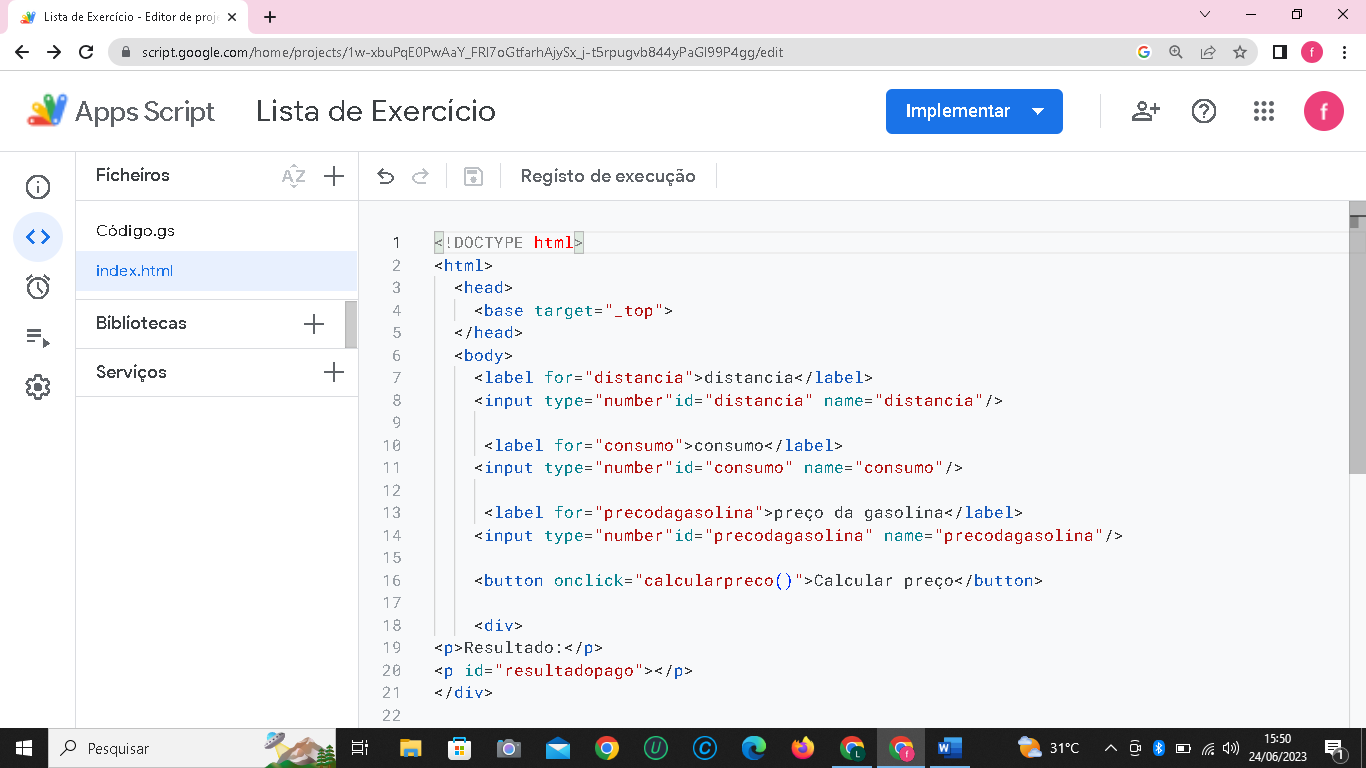 Lista de Exercício - Editor de proj
script.google.com/home/projects/1w-xbuPqE0PwAaY_FRl7oGtfarhAjySx_j-t5rpugvb844yPaGl99P4gg/edit
f
Apps Script
Lista de Exercício
Implementar
f
Ficheiros
AZ
Registo de execução
Código.gs
index.html
Bibliotecas
Serviços
1 <!DOCTYPE html>
2 <html>
3 <head>
4 <base target="_top">
5 </head>
6 <body>
7 <label for="distancia">distancia</label>
8 <input type="number"id="distancia" name="distancia"/>
9
10 <label for="consumo">consumo</label>
11 <input type="number"id="consumo" name="consumo"/>
12
13 <label for="precodagasolina">preço da gasolina</label>
14 <input type="number"id="precodagasolina" name="precodagasolina"/>
15
16 <button onclick="calcularpreco()">Calcular preço</button>
17
18 <div>
19 <p>Resultado:</p>
20 <p id="resultadopago"></p>
21 </div>
22
Pesquisar
L
f
W
31°C
15:50
24/06/2023
1